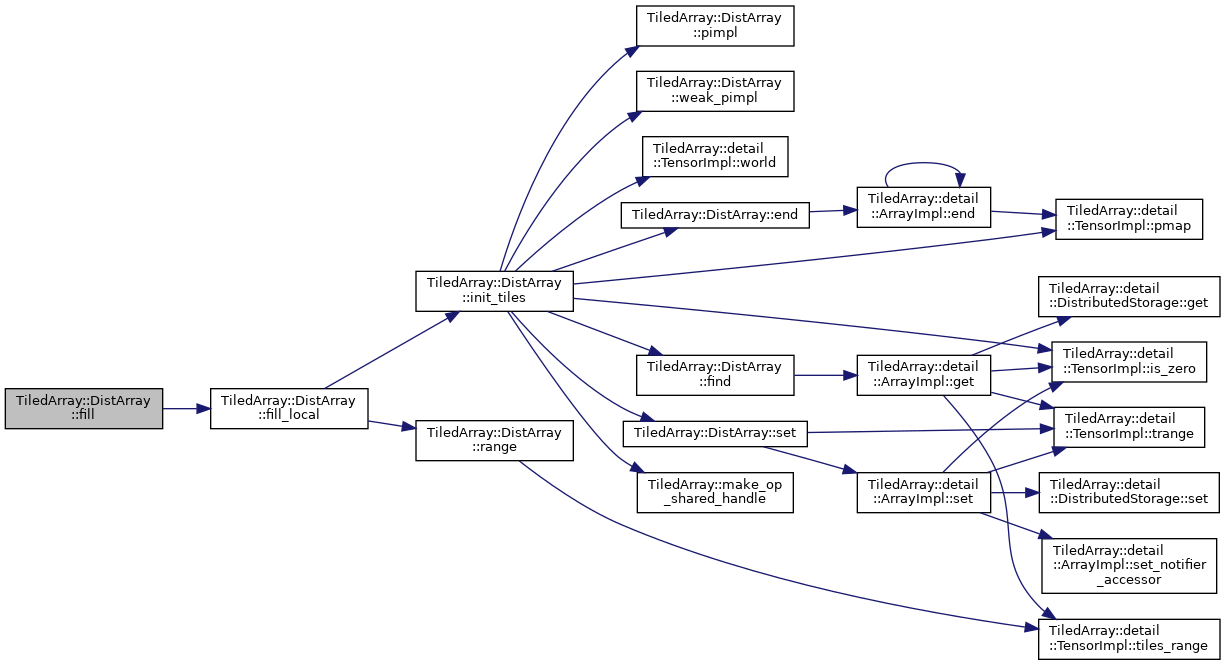 TiledArray::DistArray
::fill
TiledArray::DistArray
::fill_local
TiledArray::DistArray
::init_tiles
TiledArray::DistArray
::range
TiledArray::DistArray
::pimpl
TiledArray::DistArray
::weak_pimpl
TiledArray::detail
::TensorImpl::world
TiledArray::DistArray::end
TiledArray::DistArray
::find
TiledArray::DistArray::set
TiledArray::make_op
_shared_handle
TiledArray::detail
::ArrayImpl::end
TiledArray::detail
::ArrayImpl::get
TiledArray::detail
::ArrayImpl::set
TiledArray::detail
::TensorImpl::pmap
TiledArray::detail
::DistributedStorage::get
TiledArray::detail
::TensorImpl::is_zero
TiledArray::detail
::TensorImpl::trange
TiledArray::detail
::DistributedStorage::set
TiledArray::detail
::ArrayImpl::set_notifier
_accessor
TiledArray::detail
::TensorImpl::tiles_range